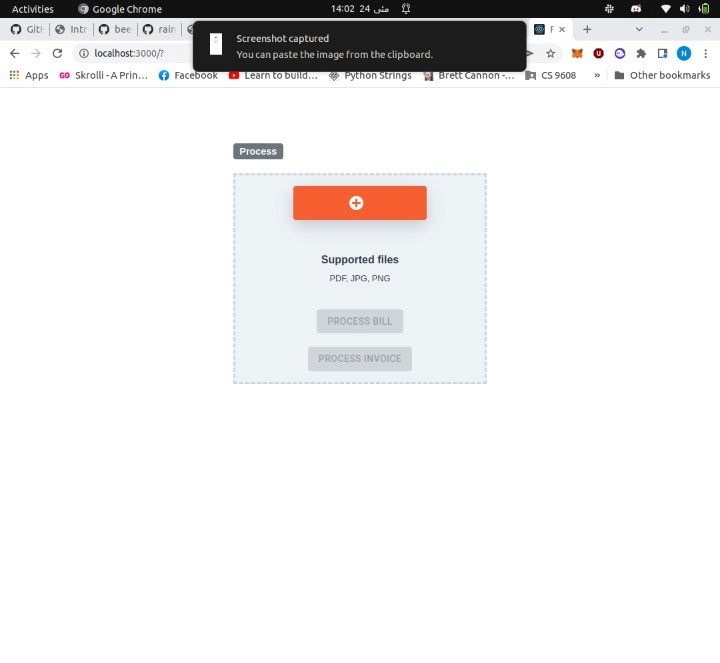 Activities
Google Chrome
14:02 24 مئی
Screenshot captured
You can paste the image from the clipboard.
Intr
bee
rain
localhost:3000/?
N
Apps
GO Skrolli - A Prin...
Facebook
Learn to build...
Python Strings
Brett Cannon -...
CS 9608
»
Other bookmarks
Process
Supported files
PDF, JPG, PNG
PROCESS BILL
PROCESS INVOICE